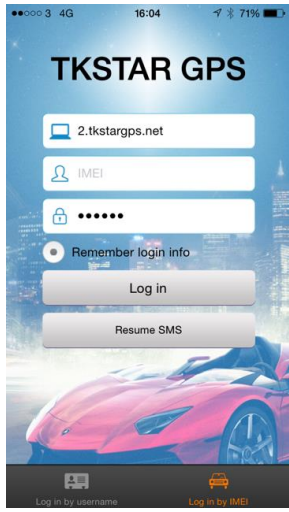 3 4G 16:04 71%
TKSTAR GPS
2.tkstargps.net
IMEI
••••••
Remember login info
Log in
Resume SMS
Log in by username Log in by IMEI